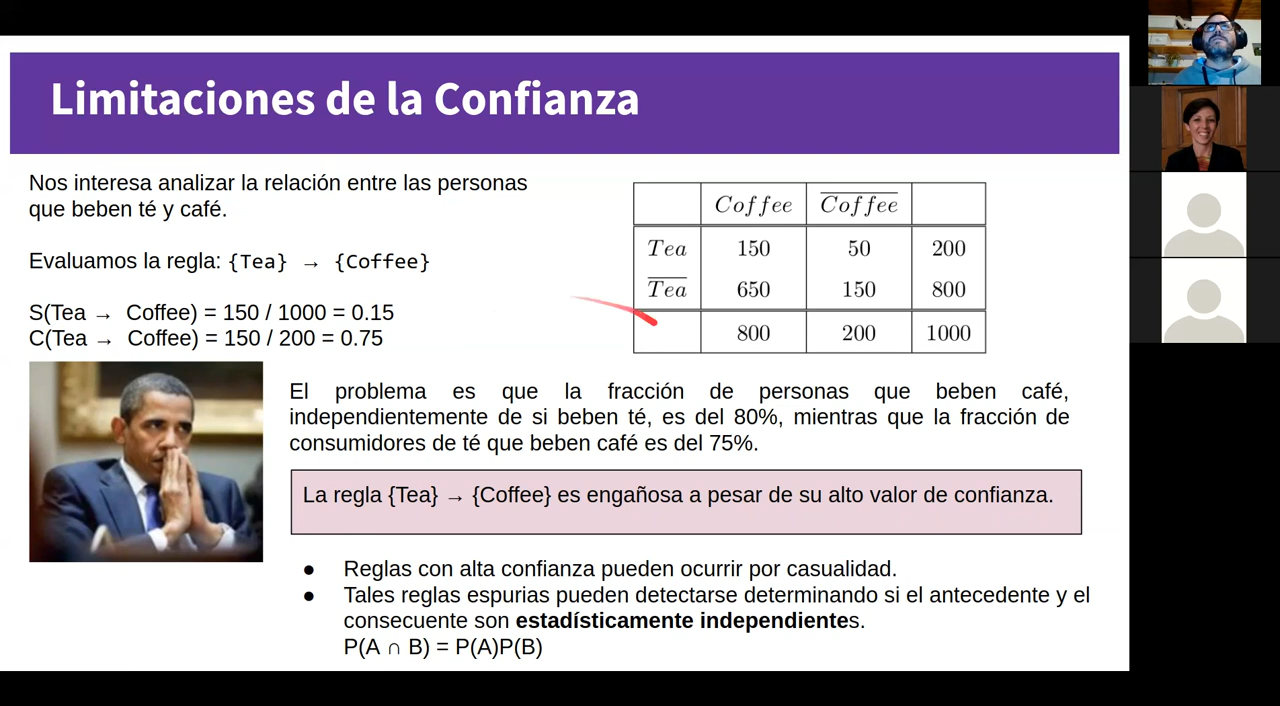 Limitaciones de la Confianza
Nos interesa analizar la relación entre las personas
que beben té y café.
Evaluamos la regla: {Tea} → {Coffee}
S(Tea → Coffee) = 150 / 1000 = 0.15
C(Tea → Coffee) = 150 / 200 = 0.75
Coffee C̅o̅f̅f̅e̅e̅
Tea 150 50 200
T̅e̅a̅ 650 150 800
800 200 1000
El problema es que la fracción de personas que beben café,
independientemente de si beben té, es del 80%, mientras que la fracción de
consumidores de té que beben café es del 75%.
La regla {Tea} → {Coffee} es engañosa a pesar de su alto valor de confianza.
● Reglas con alta confianza pueden ocurrir por casualidad.
● Tales reglas espurias pueden detectarse determinando si el antecedente y el
consecuente son estadísticamente independientes.
P(A ∩ B) = P(A)P(B)